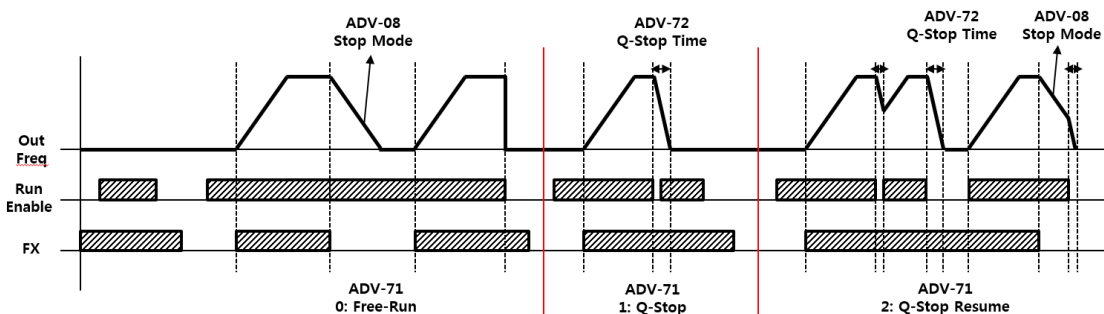 ADV-08
Stop Mode
ADV-72
Q-Stop Time
ADV-72
Q-Stop Time
ADV-08
Stop Mode
Out
Freq
Run
Enable
FX
ADV-71
0: Free-Run
ADV-71
1: Q-Stop
ADV-71
2: Q-Stop Resume